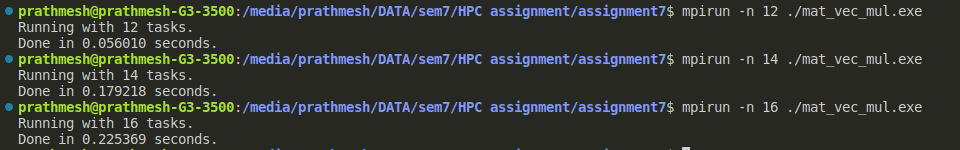 prathmesh@prathmesh-G3-3500:/media/prathmesh/DATA/sem7/HPC assignment/assignment7$ mpirun -n 12 ./mat_vec_mul.exe
Running with 12 tasks.
Done in 0.056010 seconds.
prathmesh@prathmesh-G3-3500:/media/prathmesh/DATA/sem7/HPC assignment/assignment7$ mpirun -n 14 ./mat_vec_mul.exe
Running with 14 tasks.
Done in 0.179218 seconds.
prathmesh@prathmesh-G3-3500:/media/prathmesh/DATA/sem7/HPC assignment/assignment7$ mpirun -n 16 ./mat_vec_mul.exe
Running with 16 tasks.
Done in 0.225369 seconds.